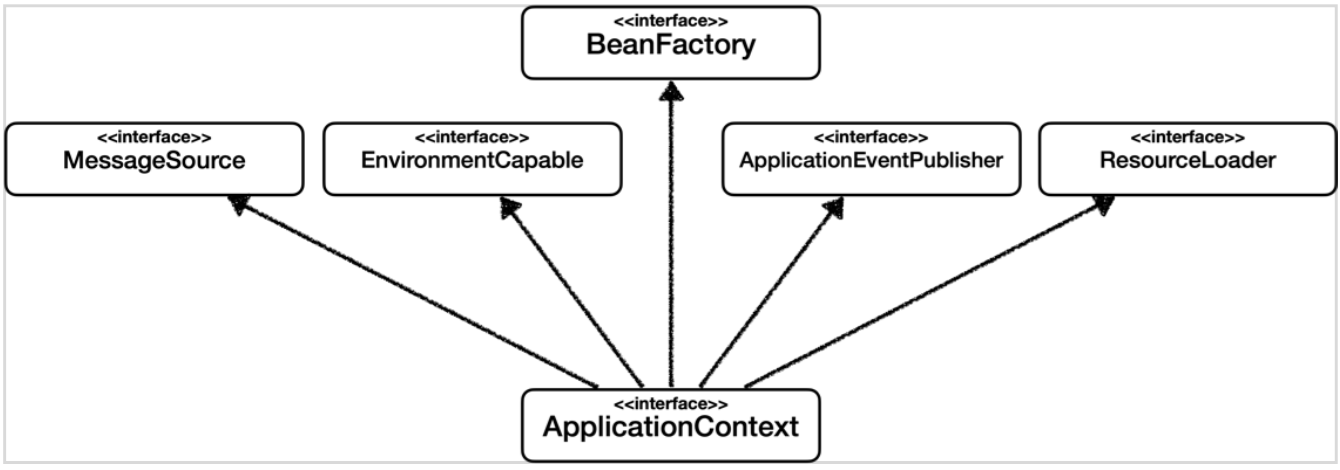 <<interface>>
BeanFactory
<<interface>>
MessageSource
<<interface>>
EnvironmentCapable
<<interface>>
ApplicationEventPublisher
<<interface>>
ResourceLoader
<<interface>>
ApplicationContext